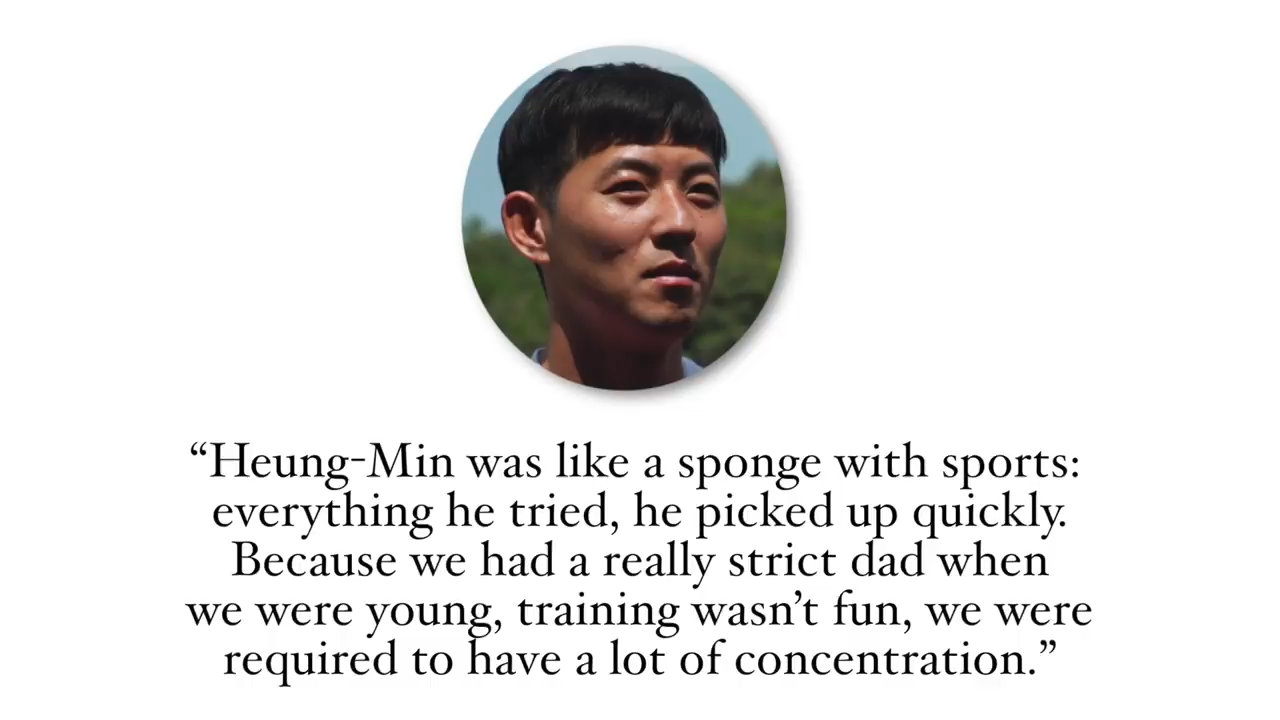 “Heung-Min was like a sponge with sports:
everything he tried, he picked up quickly.
Because we had a really strict dad when
we were young, training wasn’t fun, we were
required to have a lot of concentration.”